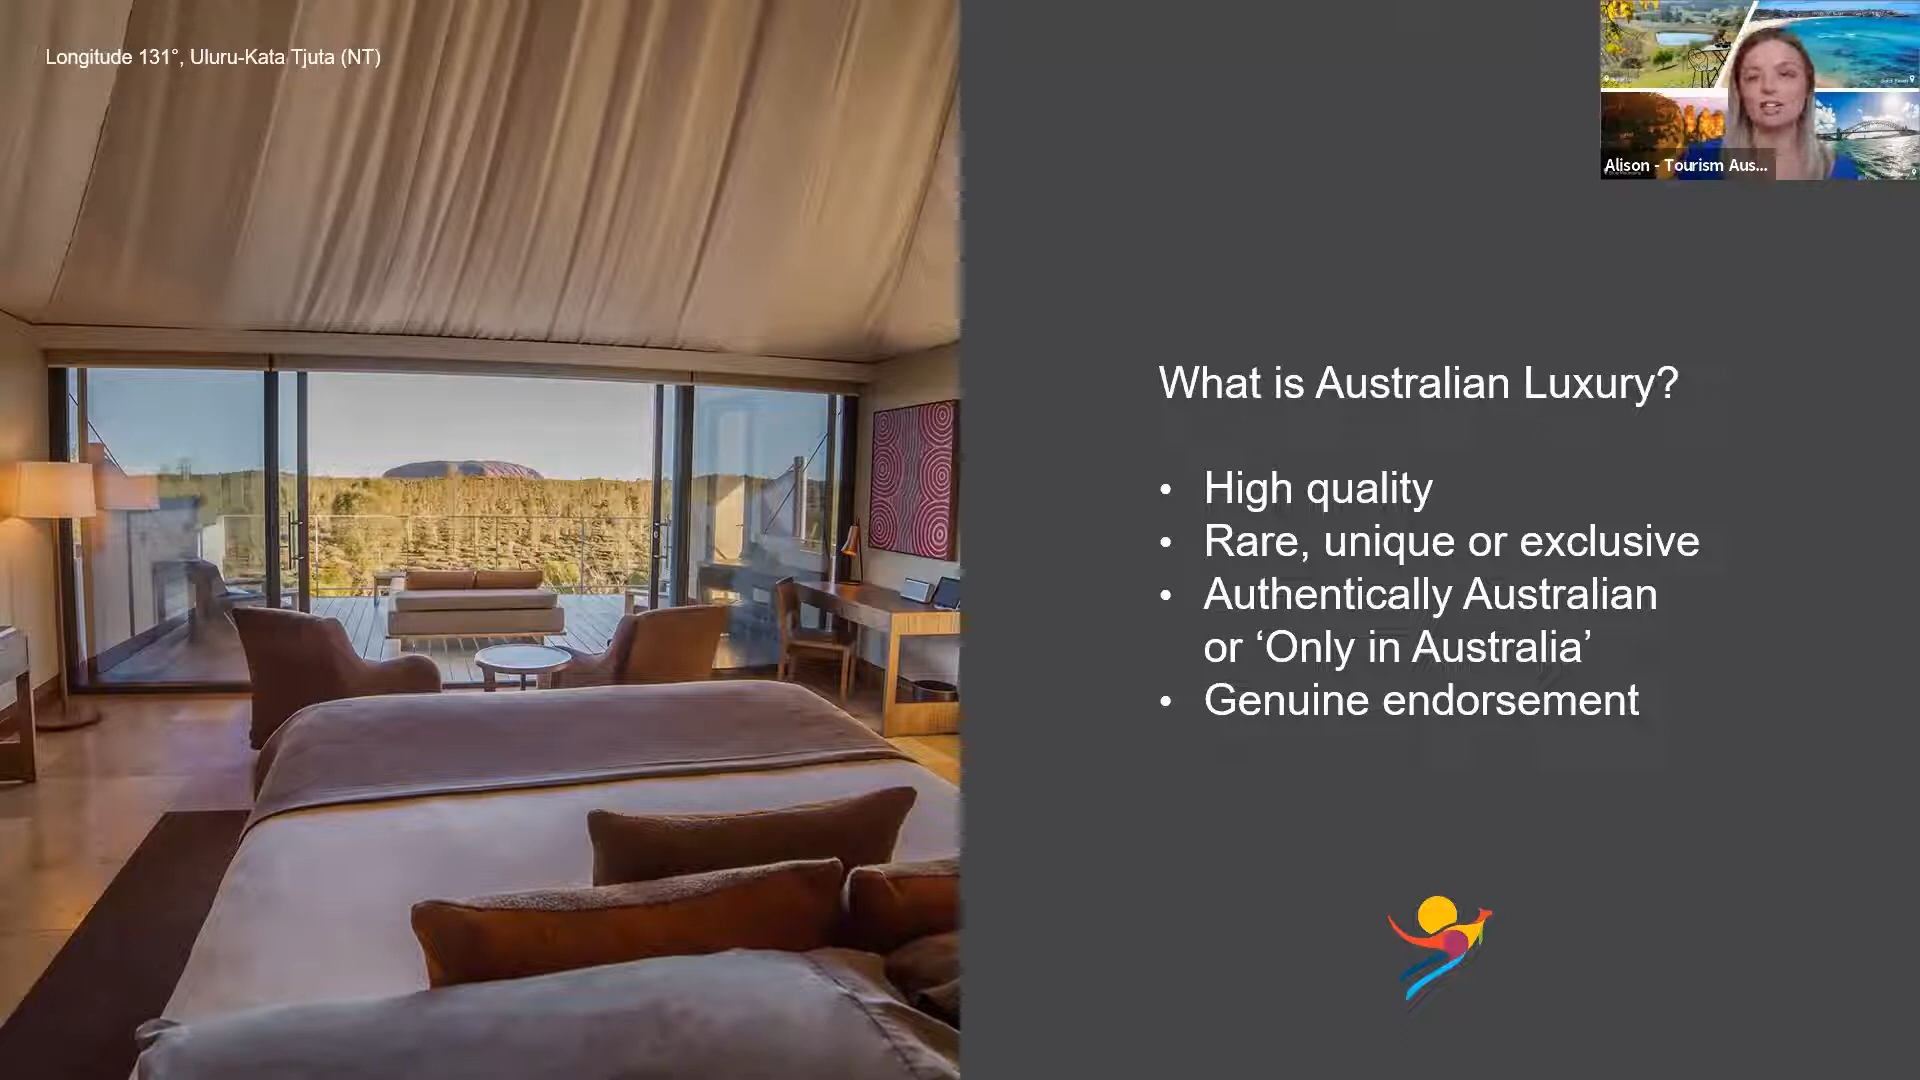 Longitude 131°, Uluru-Kata Tjuta (NT)
Alison - Tourism Aus...
What is Australian Luxury?
• High quality
• Rare, unique or exclusive
• Authentically Australian
or ‘Only in Australia’
• Genuine endorsement